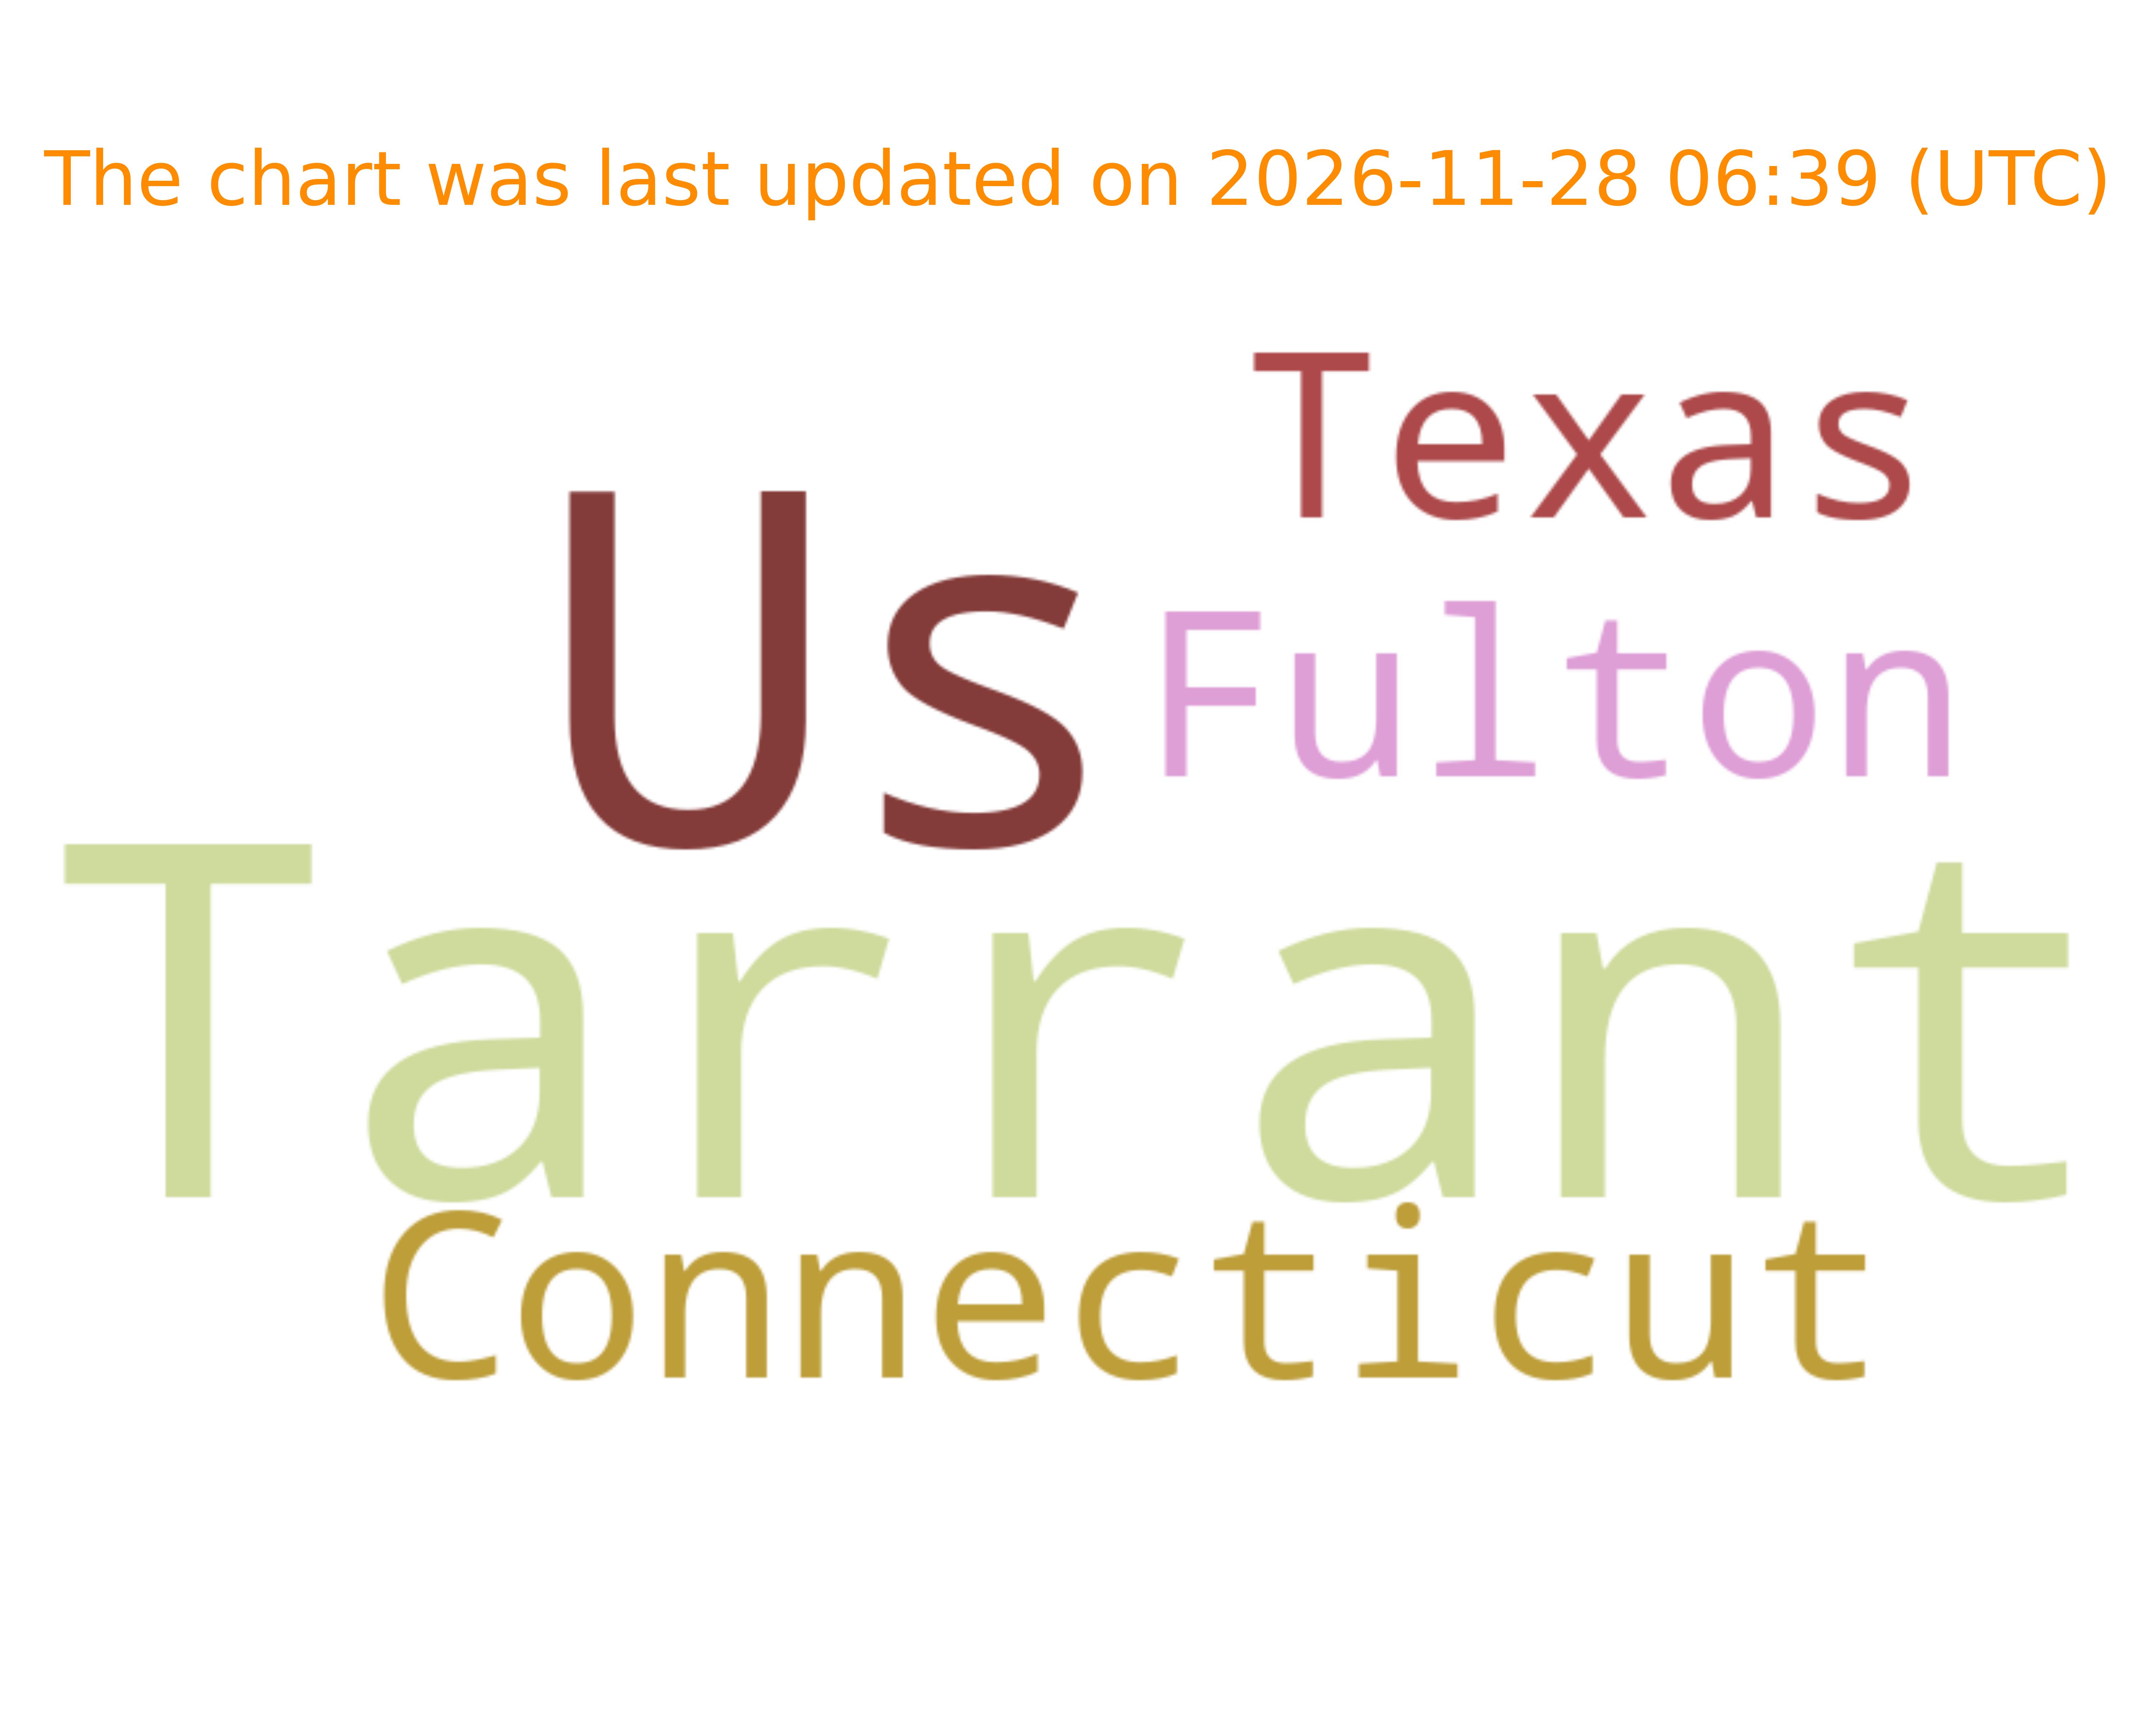 The chart was last updated on 2026-11-28 06:39 (UTC)
Texas
Us
Fulton
Tarrant
Connecticut